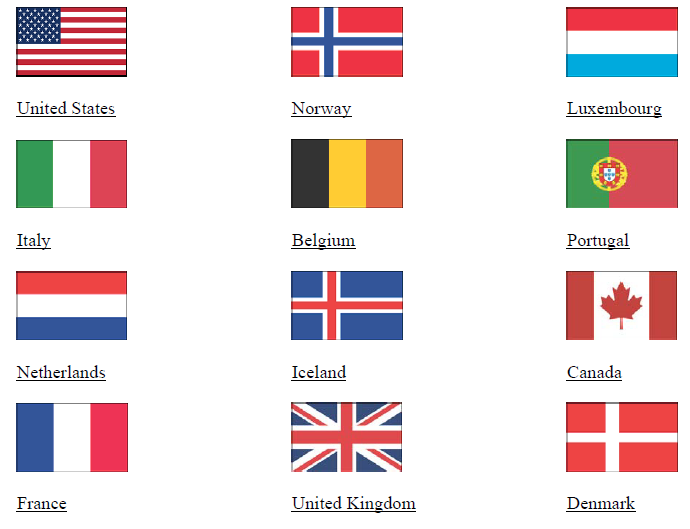 United States
Norway
Luxembourg
Italy
Belgium
Portugal
Netherlands
Iceland
Canada
France
United Kingdom
Denmark